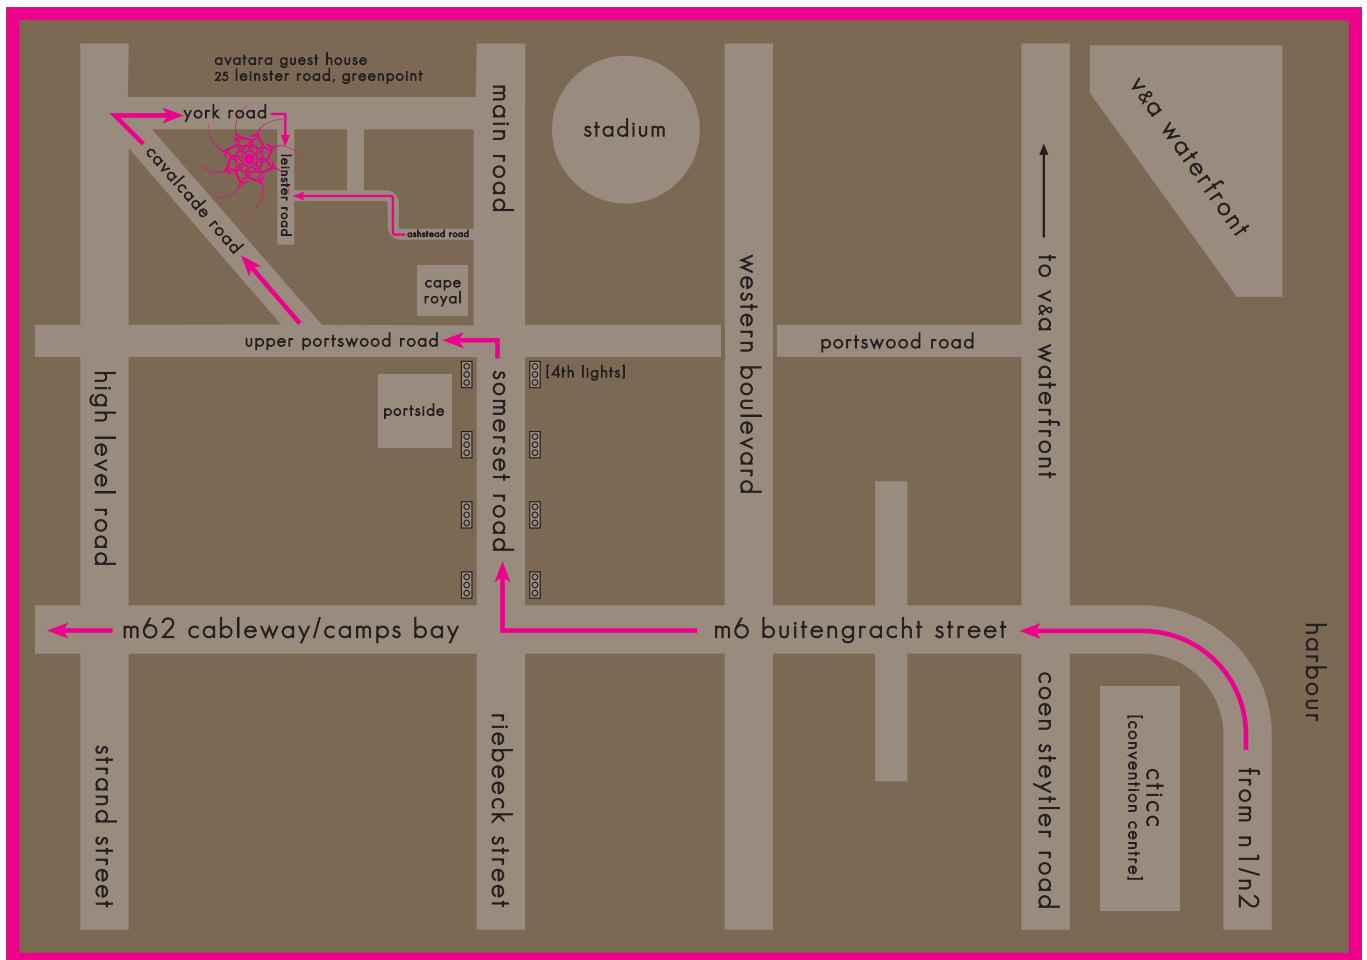 avatara guest house
25 leinster road, greenpoint
york road
cavalcade road
leinster road
ashstead road
main road
stadium
v&a waterfront
cape
royal
to v&a waterfront
western boulevard
upper portswood road
portswood road
[4th lights]
portside
high level road
somerset road
m62 cableway/camps bay
m6 buitengracht street
harbour
coen steytler road
cticc
[convention centre]
from n1/n2
strand street
riebeeck street